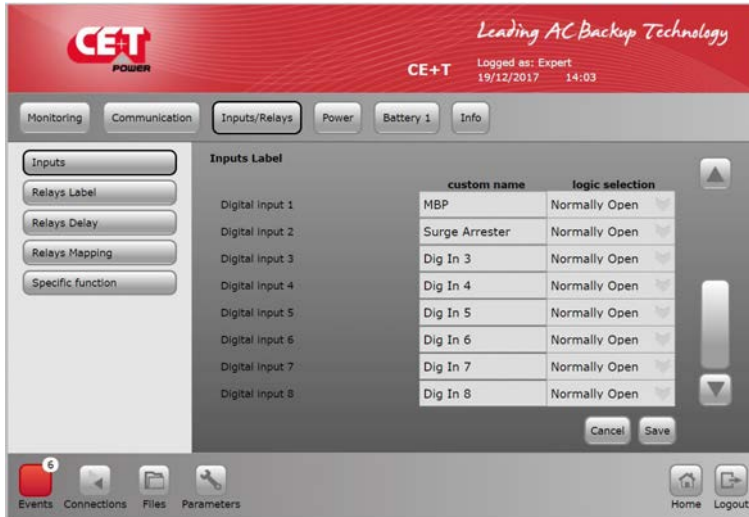 CE+T
POWER
Leading AC Backup Technology
CE+T
Logged as: Expert
19/12/2017 14:03
Monitoring Communication Inputs/Relays Power Battery 1 Info
Inputs
Relays Label
Relays Delay
Relays Mapping
Specific function
Inputs Label
custom name logic selection
Digital input 1 MBP Normally Open
Digital input 2 Surge Arrester Normally Open
Digital input 3 Dig In 3 Normally Open
Digital input 4 Dig In 4 Normally Open
Digital input 5 Dig In 5 Normally Open
Digital input 6 Dig In 6 Normally Open
Digital input 7 Dig In 7 Normally Open
Digital input 8 Dig In 8 Normally Open
Cancel Save
6
Events Connections Files Parameters Home Logout